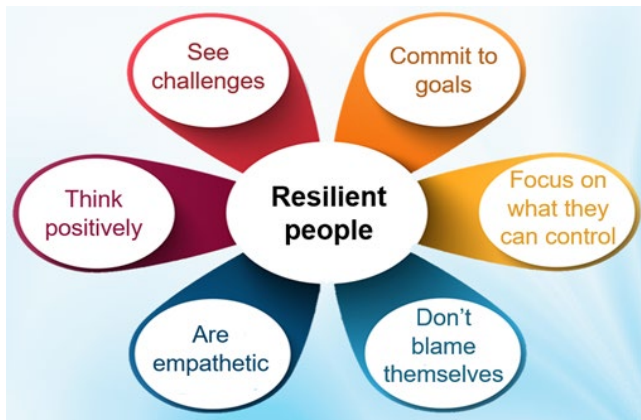 See
challenges
Commit to
goals
Think
positively
Resilient
people
Focus on
what they
can control
Are
empathetic
Don’t
blame
themselves